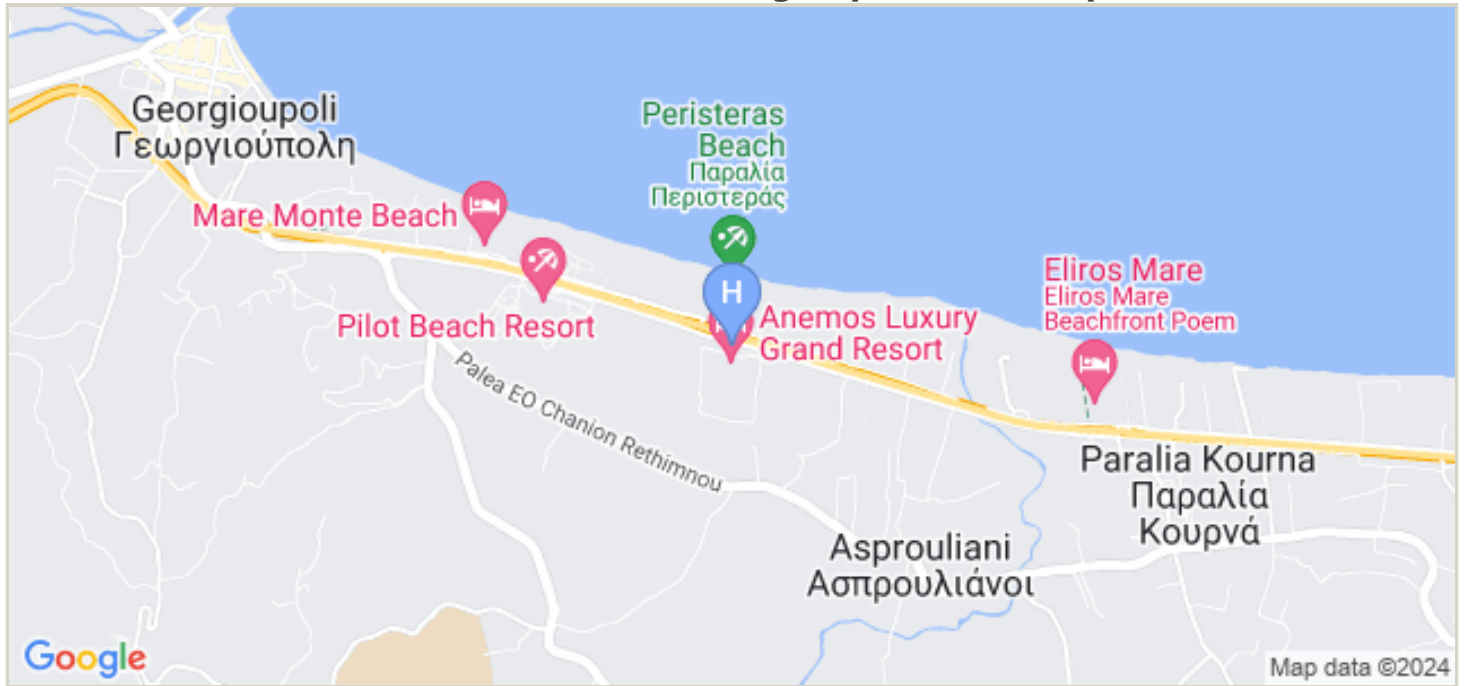 Georgioupoli
Γεωργιούπολη
Peristeras
Beach
Παραλία
Περιστεράς
Mare Monte Beach
Pilot Beach Resort
H
Anemos Luxury
Grand Resort
Eliros Mare
Eliros Mare
Beachfront Poem
Palea EO Chanion Rethimnou
Paralia Kourna
Παραλία
Κουρνά
Asprouliani
Ασπρουλιάνοι
Google
Map data ©2024